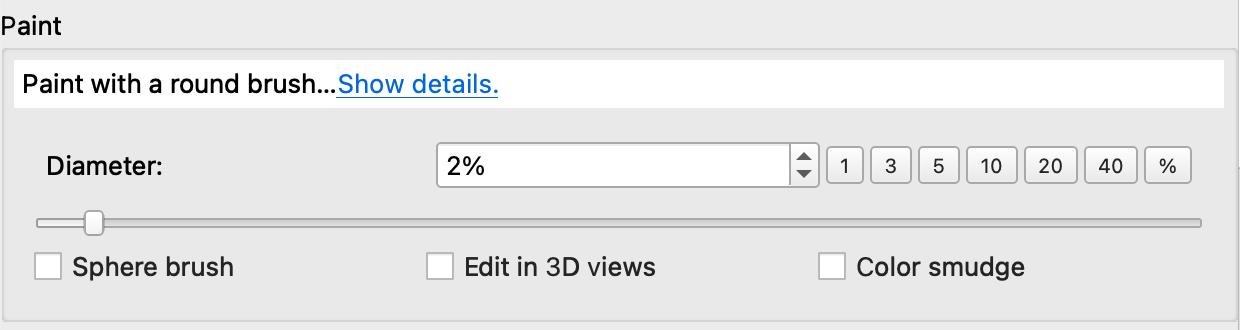 Paint
Paint with a round brush...Show details.
Diameter: 2% 1 3 5 10 20 40 %
Sphere brush Edit in 3D views Color smudge